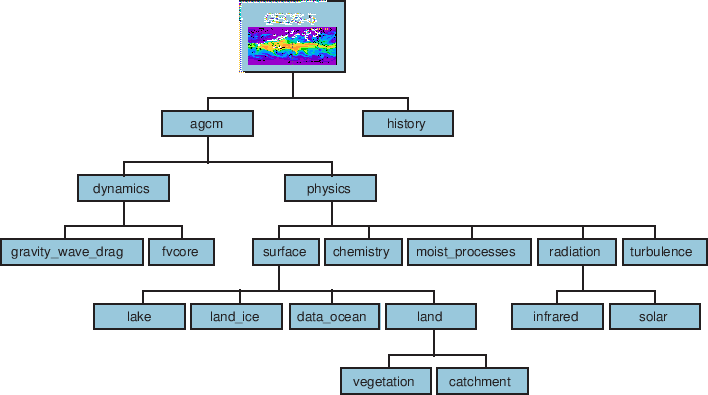 agcm
history
dynamics
physics
gravity_wave_drag
fvcore
surface
chemistry
moist_processes
radiation
turbulence
lake
land_ice
data_ocean
land
infrared
solar
vegetation
catchment